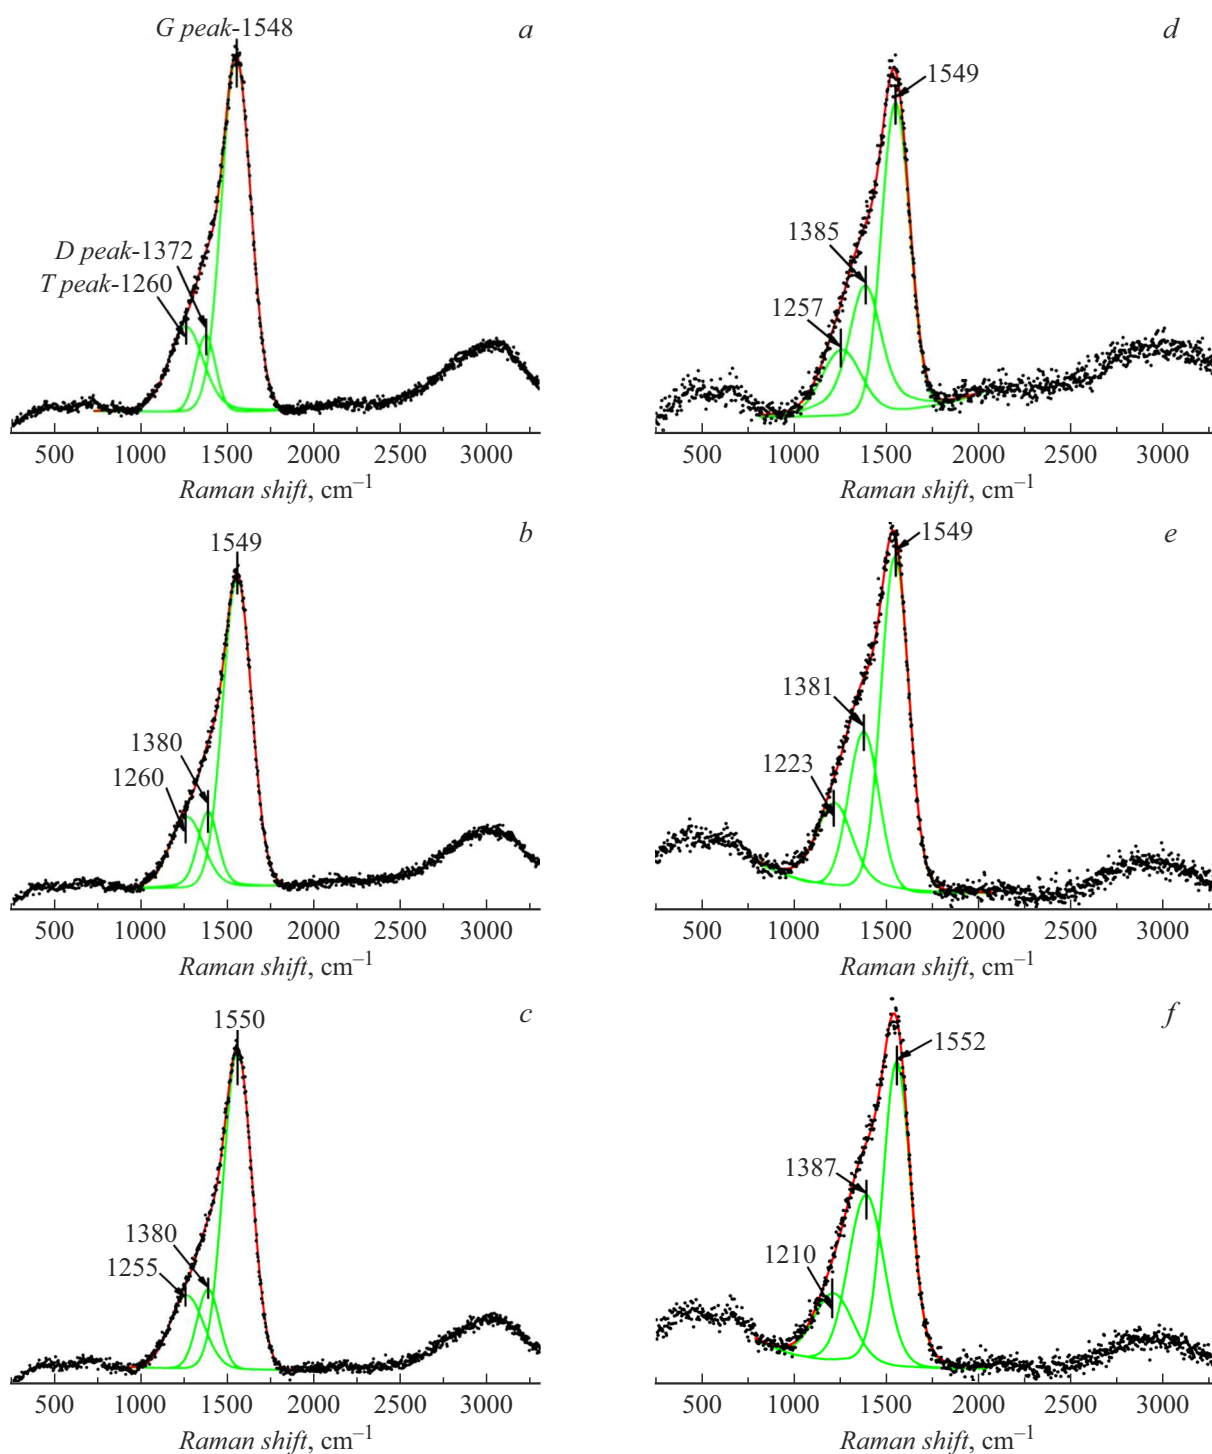 a
G peak-1548
D peak-1372
T peak-1260
500 1000 1500 2000 2500 3000
Raman shift, cm–1
b
1549
1380
1260
500 1000 1500 2000 2500 3000
Raman shift, cm–1
c
1550
1380
1255
500 1000 1500 2000 2500 3000
Raman shift, cm–1
d
1549
1385
1257
500 1000 1500 2000 2500 3000
Raman shift, cm–1
e
1549
1381
1223
500 1000 1500 2000 2500 3000
Raman shift, cm–1
f
1552
1387
1210
500 1000 1500 2000 2500 3000
Raman shift, cm–1